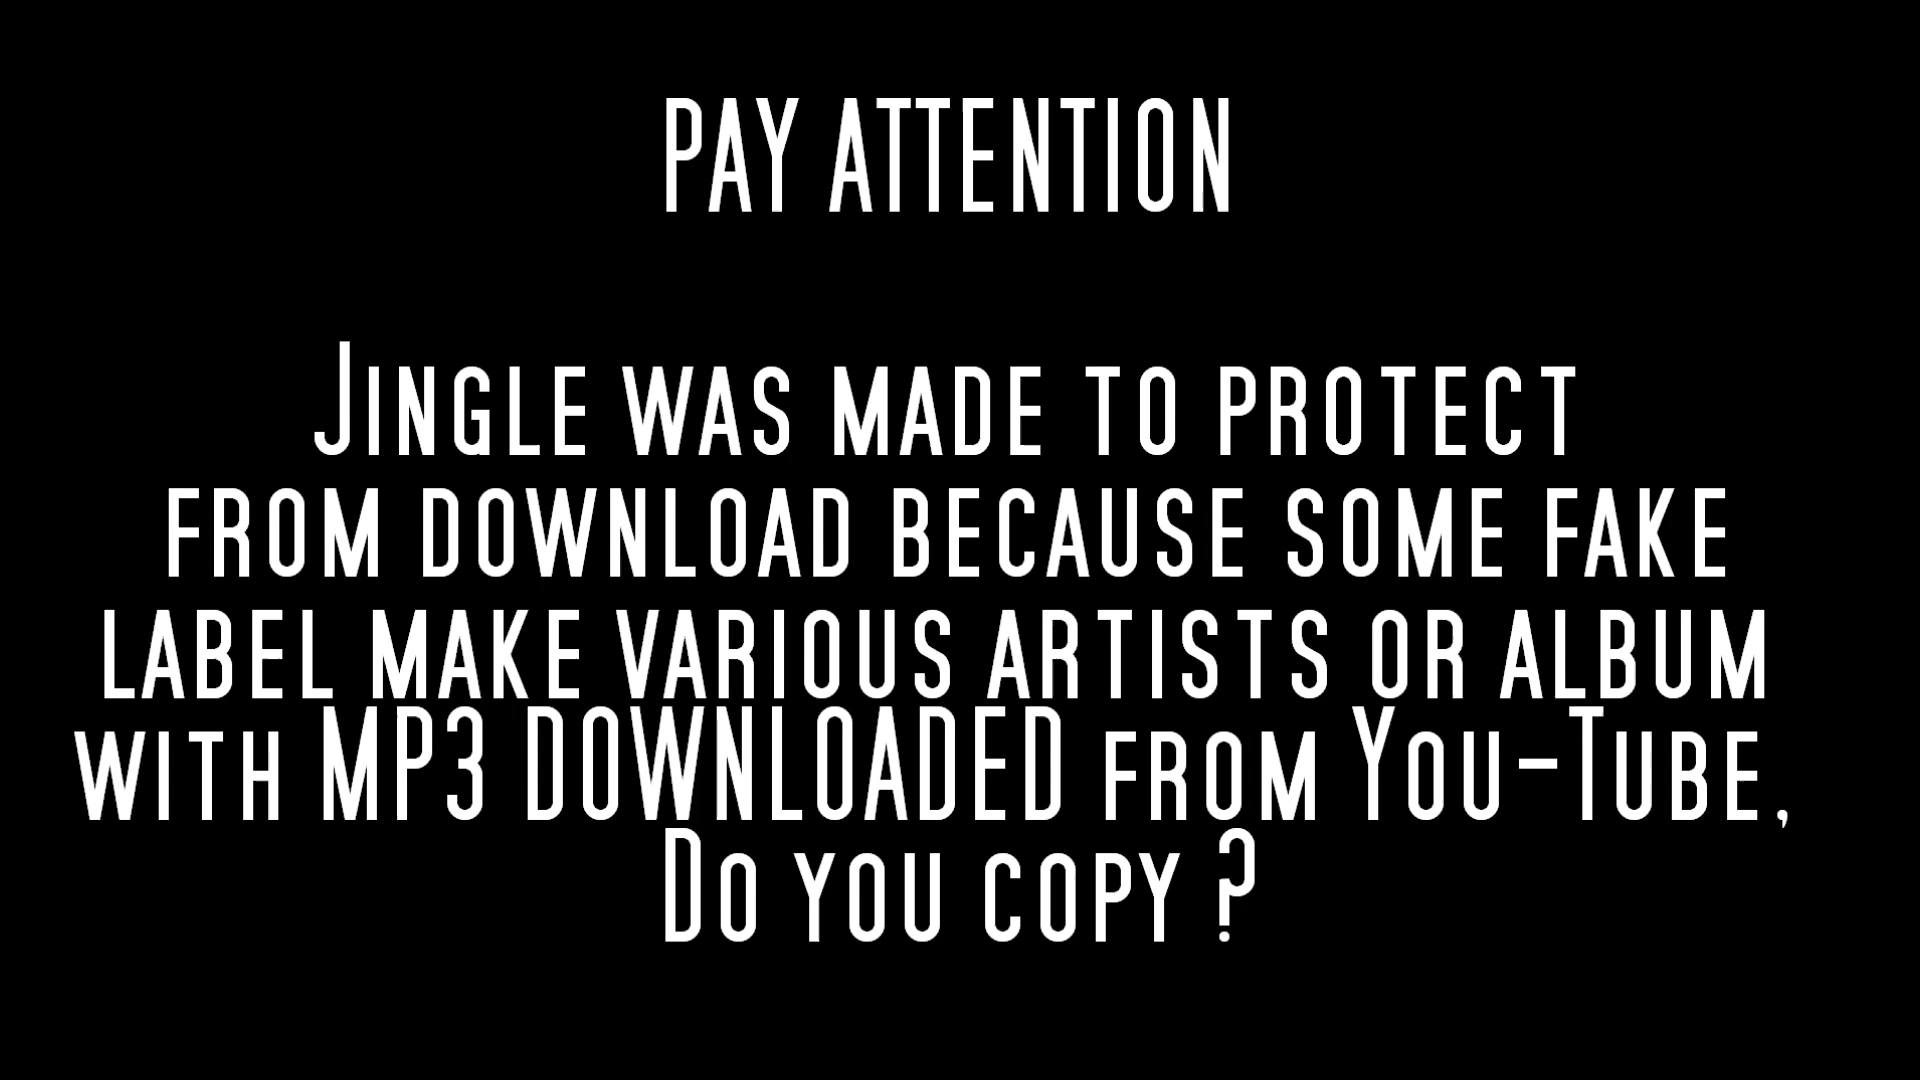 PAY ATTENTION
Jingle was made to protect
from download because some fake
label make various artists or album
with MP3 DOWNLOADED from You-Tube,
Do you copy ?